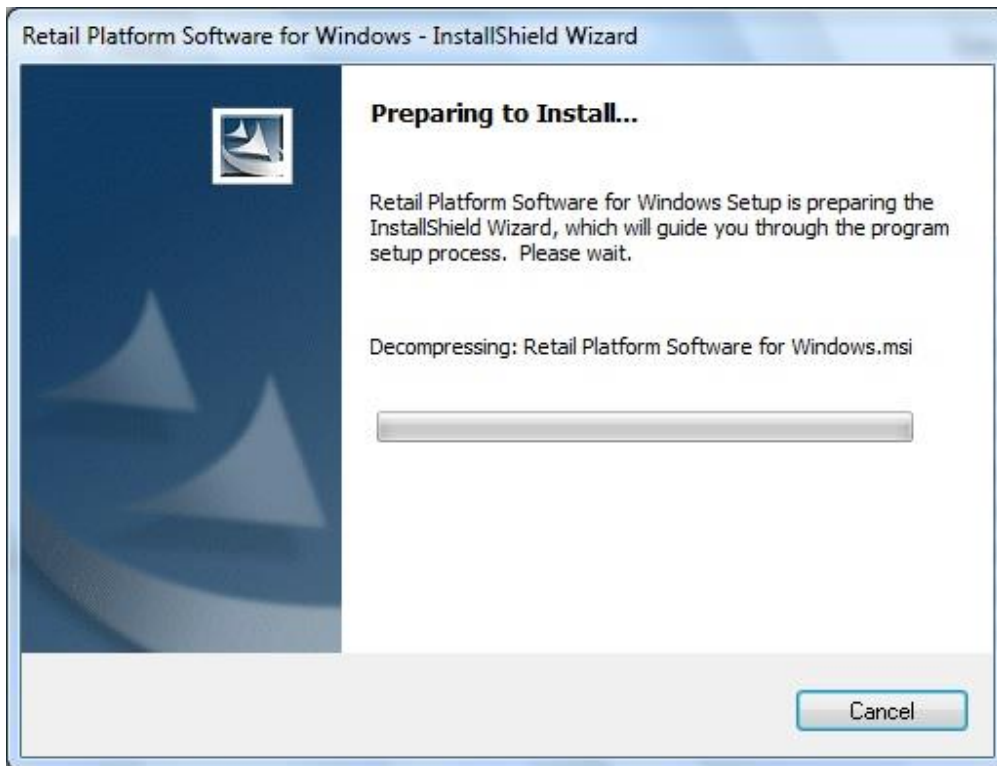 Retail Platform Software for Windows - InstallShield Wizard
Preparing to Install...
Retail Platform Software for Windows Setup is preparing the
InstallShield Wizard, which will guide you through the program
setup process. Please wait.
Decompressing: Retail Platform Software for Windows.msi
Cancel